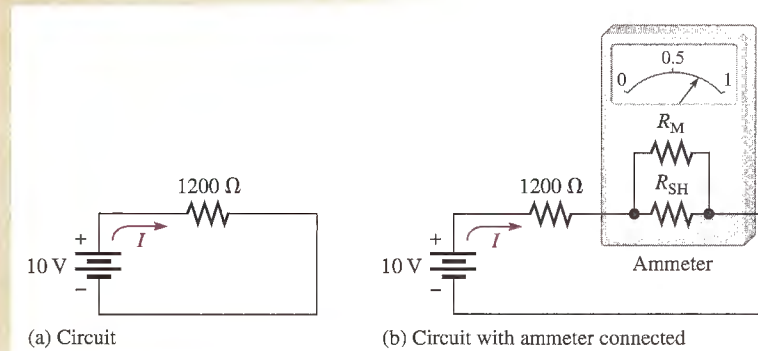 1200 Ω
+
I
10 V
−
(a) Circuit
0 0.5 1
R_M
1200 Ω
R_SH
+
I
10 V
−
Ammeter
(b) Circuit with ammeter connected